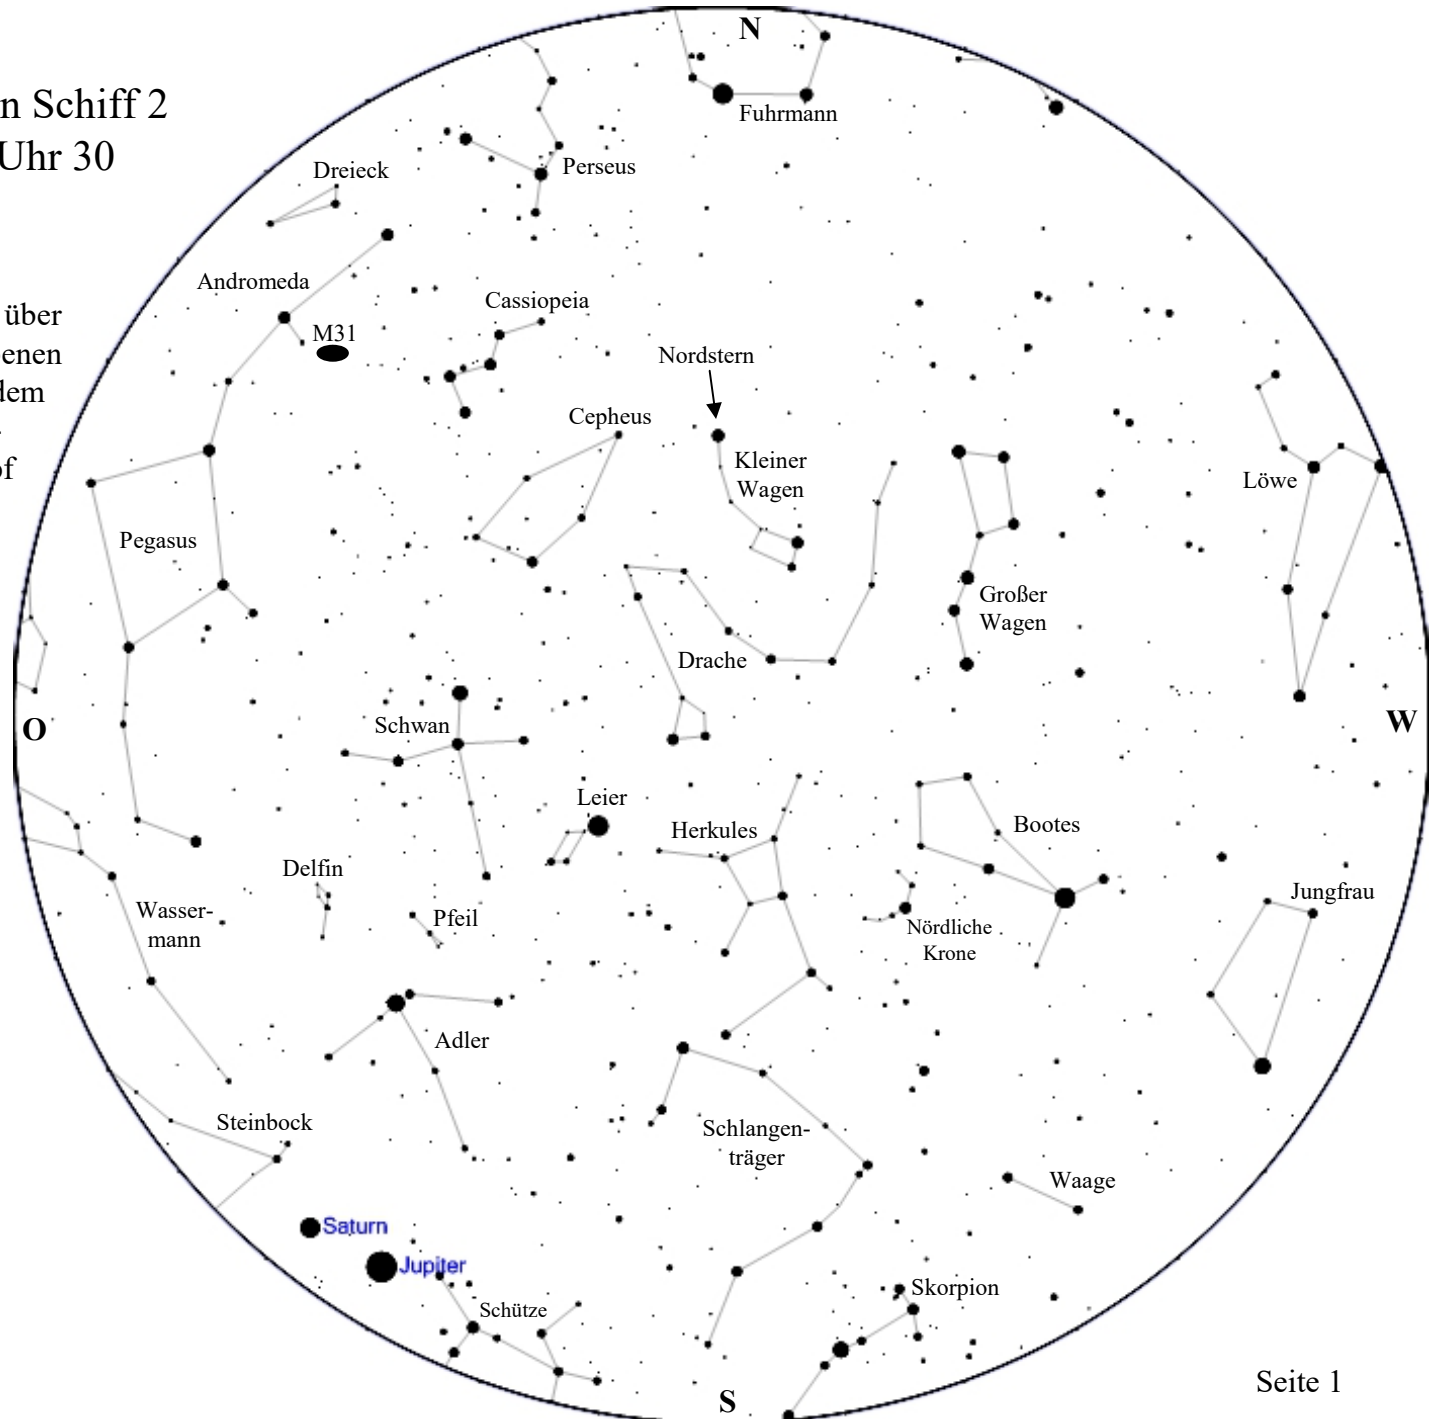 n Schiff 2
Uhr 30
über
enen
dem
of
N
Fuhrmann
Perseus
Dreieck
Andromeda
M31
Cassiopeia
Nordstern
Cepheus
Kleiner
Wagen
Löwe
Pegasus
Großer
Wagen
Drache
O
Schwan
W
Leier
Herkules
Bootes
Delfin
Jungfrau
Wasser-
mann
Pfeil
Nördliche
Krone
Adler
Steinbock
Schlangen-
träger
Waage
Saturn
Jupiter
Schütze
Skorpion
S
Seite 1